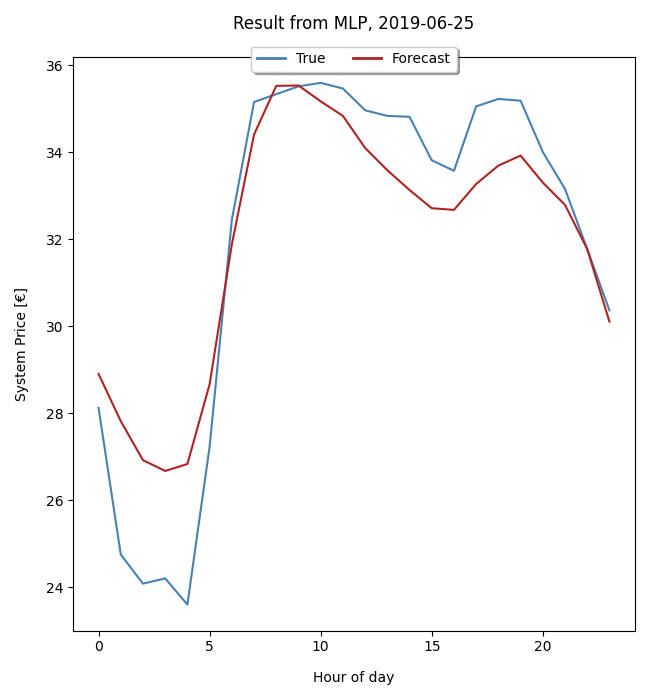 Result from MLP, 2019-06-25
True
Forecast
System Price [€]
36
34
32
30
28
26
24
0
5
10
15
20
Hour of day